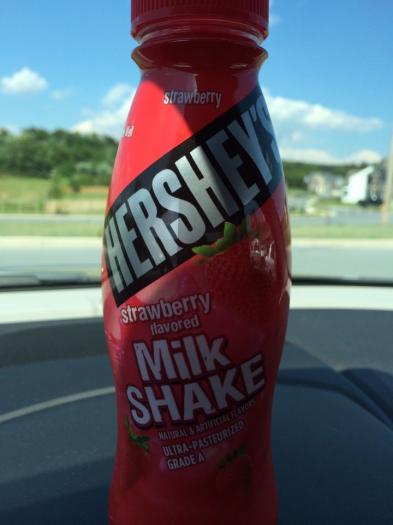 strawberry
HERSHEY'S
strawberry
flavored
Milk
SHAKE
NATURAL & ARTIFICIAL FLAVORS
ULTRA-PASTEURIZED
GRADE A